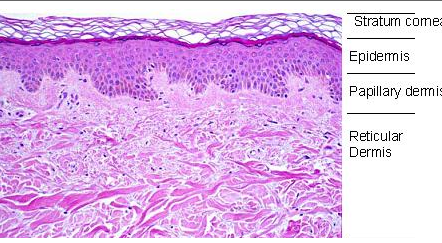 Stratum cornea
Epidermis
Papillary dermis
Reticular
Dermis